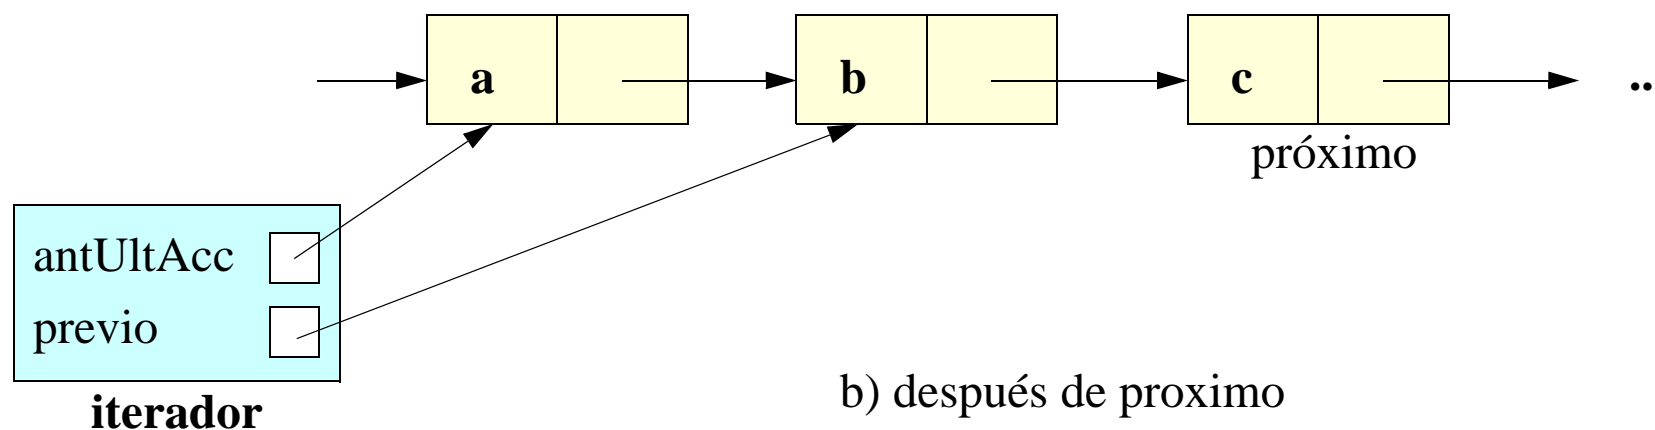 a b c ..
próximo
antUltAcc
previo
iterador
b) después de proximo